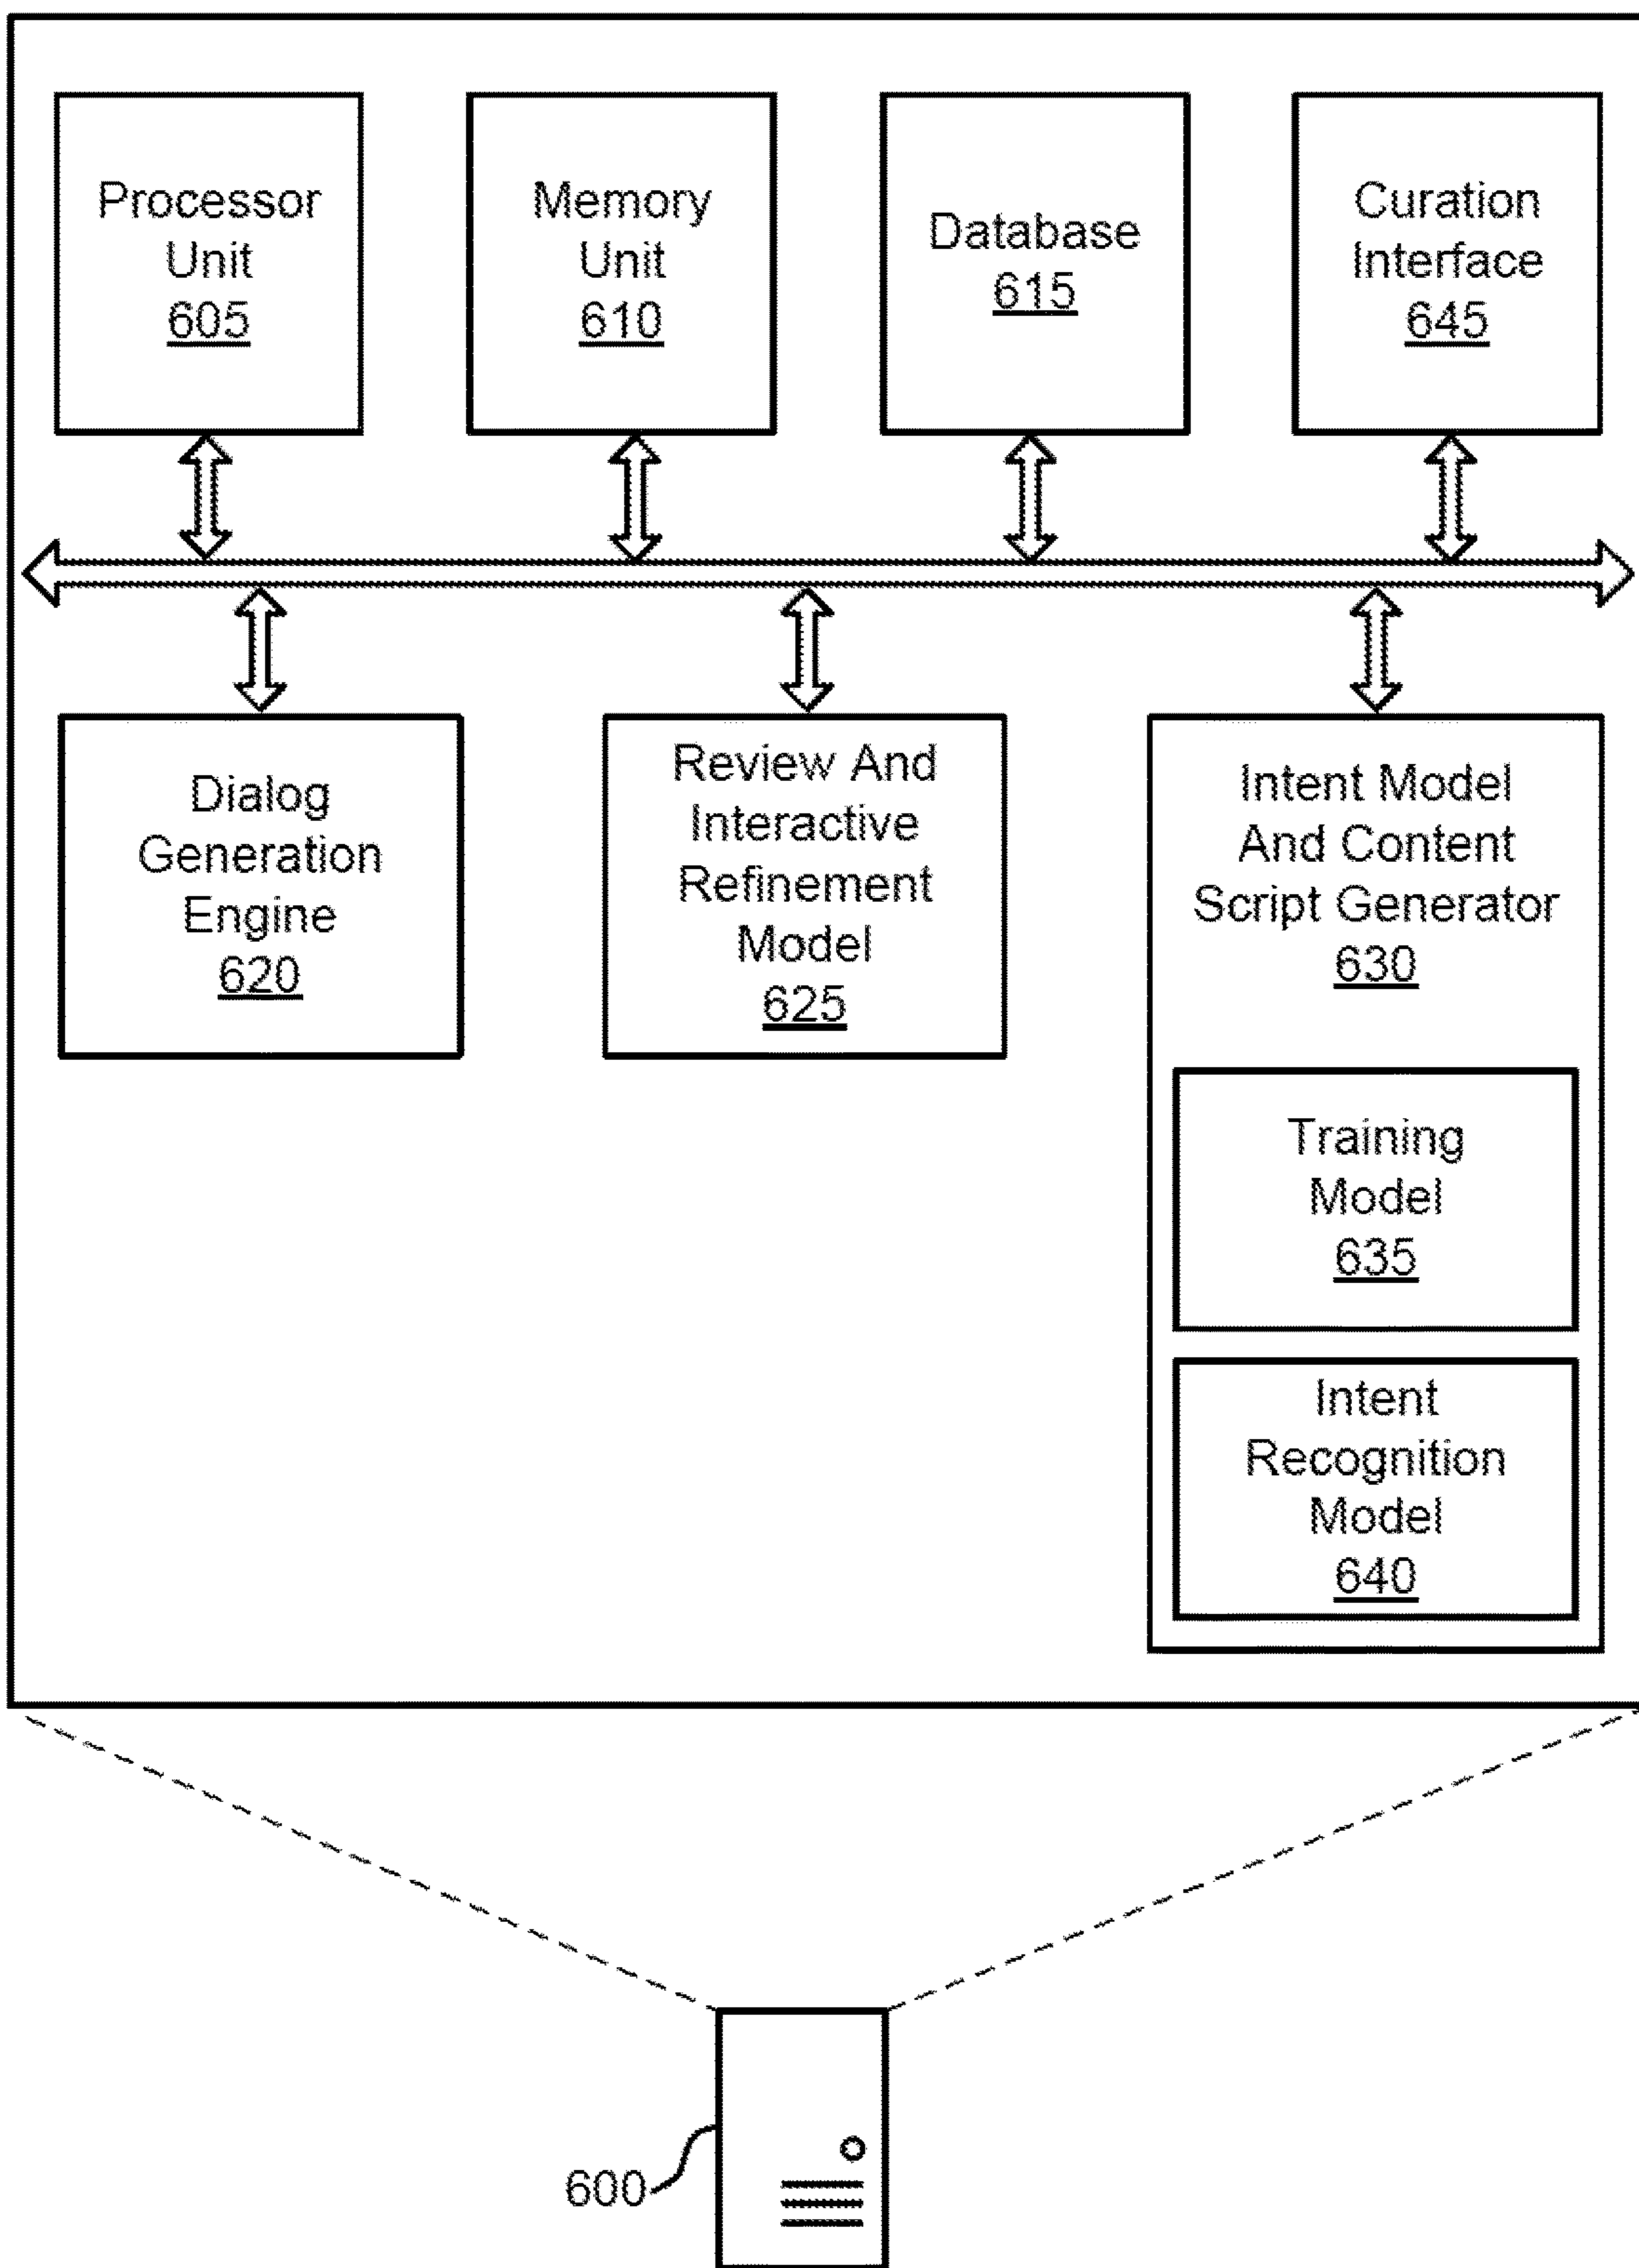 Processor
Unit
605
Memory
Unit
610
Database
615
Curation
Interface
645
Dialog
Generation
Engine
620
Review And
Interactive
Refinement
Model
625
Intent Model
And Content
Script Generator
630
Training
Model
635
Intent
Recognition
Model
640
600